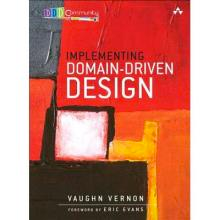 DDD Community
IMPLEMENTING
DOMAIN-DRIVEN
DESIGN
VAUGHN VERNON
FOREWORD BY ERIC EVANS